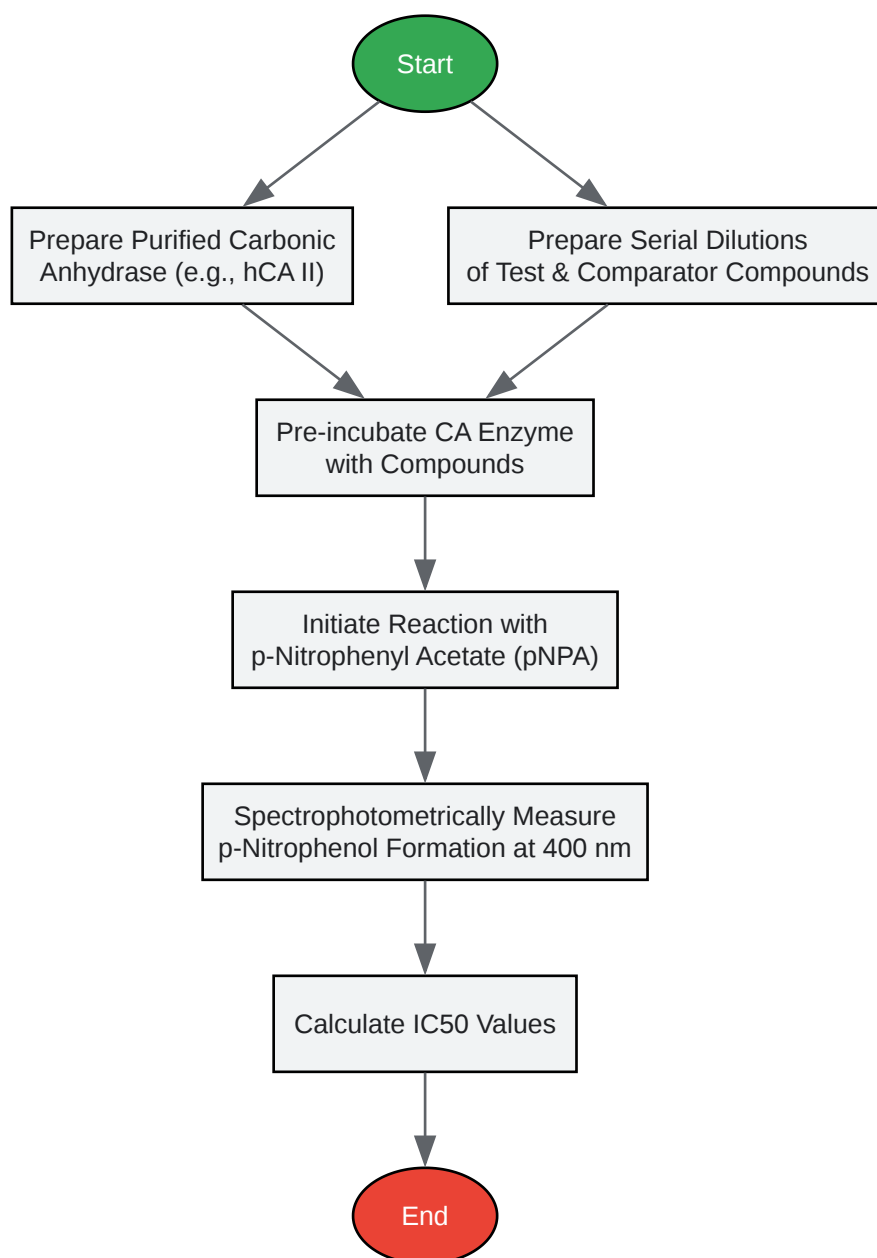 Start
Prepare Purified Carbonic
Anhydrase (e.g., hCA II)
Prepare Serial Dilutions
of Test & Comparator Compounds
Pre-incubate CA Enzyme
with Compounds
Initiate Reaction with
p-Nitrophenyl Acetate (pNPA)
Spectrophotometrically Measure
p-Nitrophenol Formation at 400 nm
Calculate IC50 Values
End